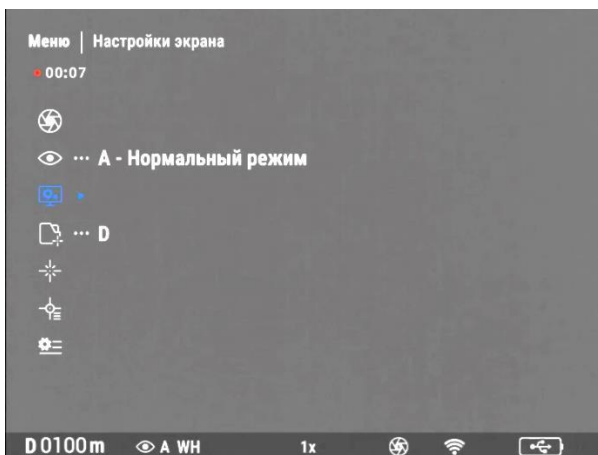 Меню | Настройки экрана
00:07
··· A - Нормальный режим
··· D
D0100m A WH 1x